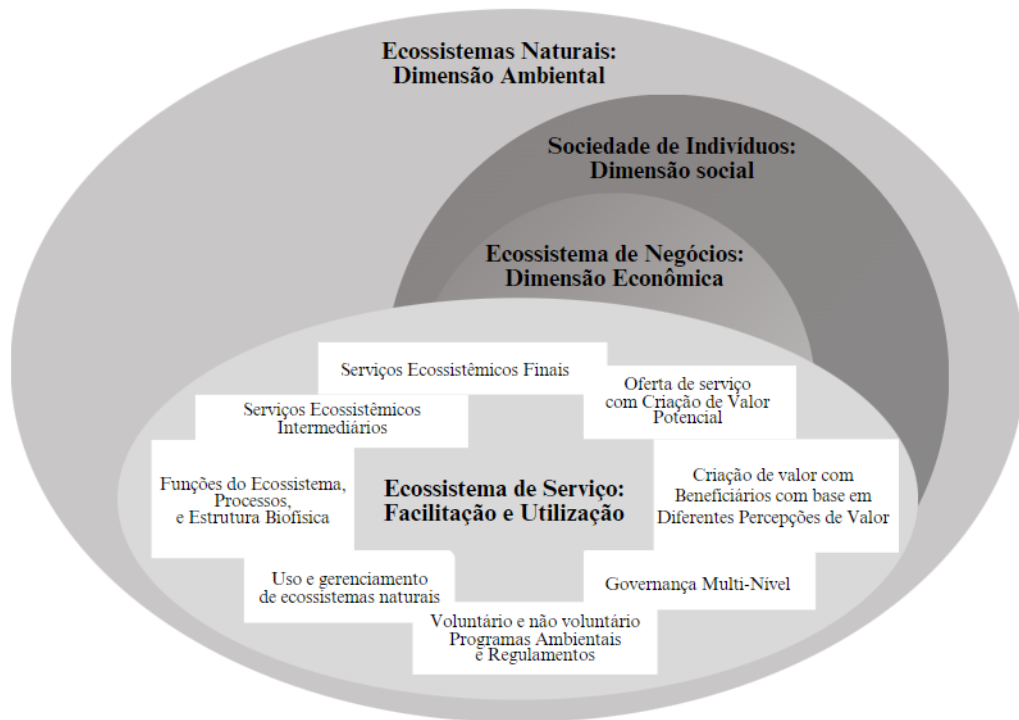 Ecossistemas Naturais:
Dimensão Ambiental
Sociedade de Indivíduos:
Dimensão social
Ecossistema de Negócios:
Dimensão Econômica
Serviços Ecossistêmicos Finais
Oferta de serviço
com Criação de Valor
Potencial
Serviços Ecossistêmicos
Intermediários
Funções do Ecossistema,
Processos,
e Estrutura Biofísica
Ecossistema de Serviço:
Facilitação e Utilização
Criação de valor com
Beneficiários com base em
Diferentes Percepções de Valor
Uso e gerenciamento
de ecossistemas naturais
Governança Multi-Nível
Voluntário e não voluntário
Programas Ambientais
e Regulamentos